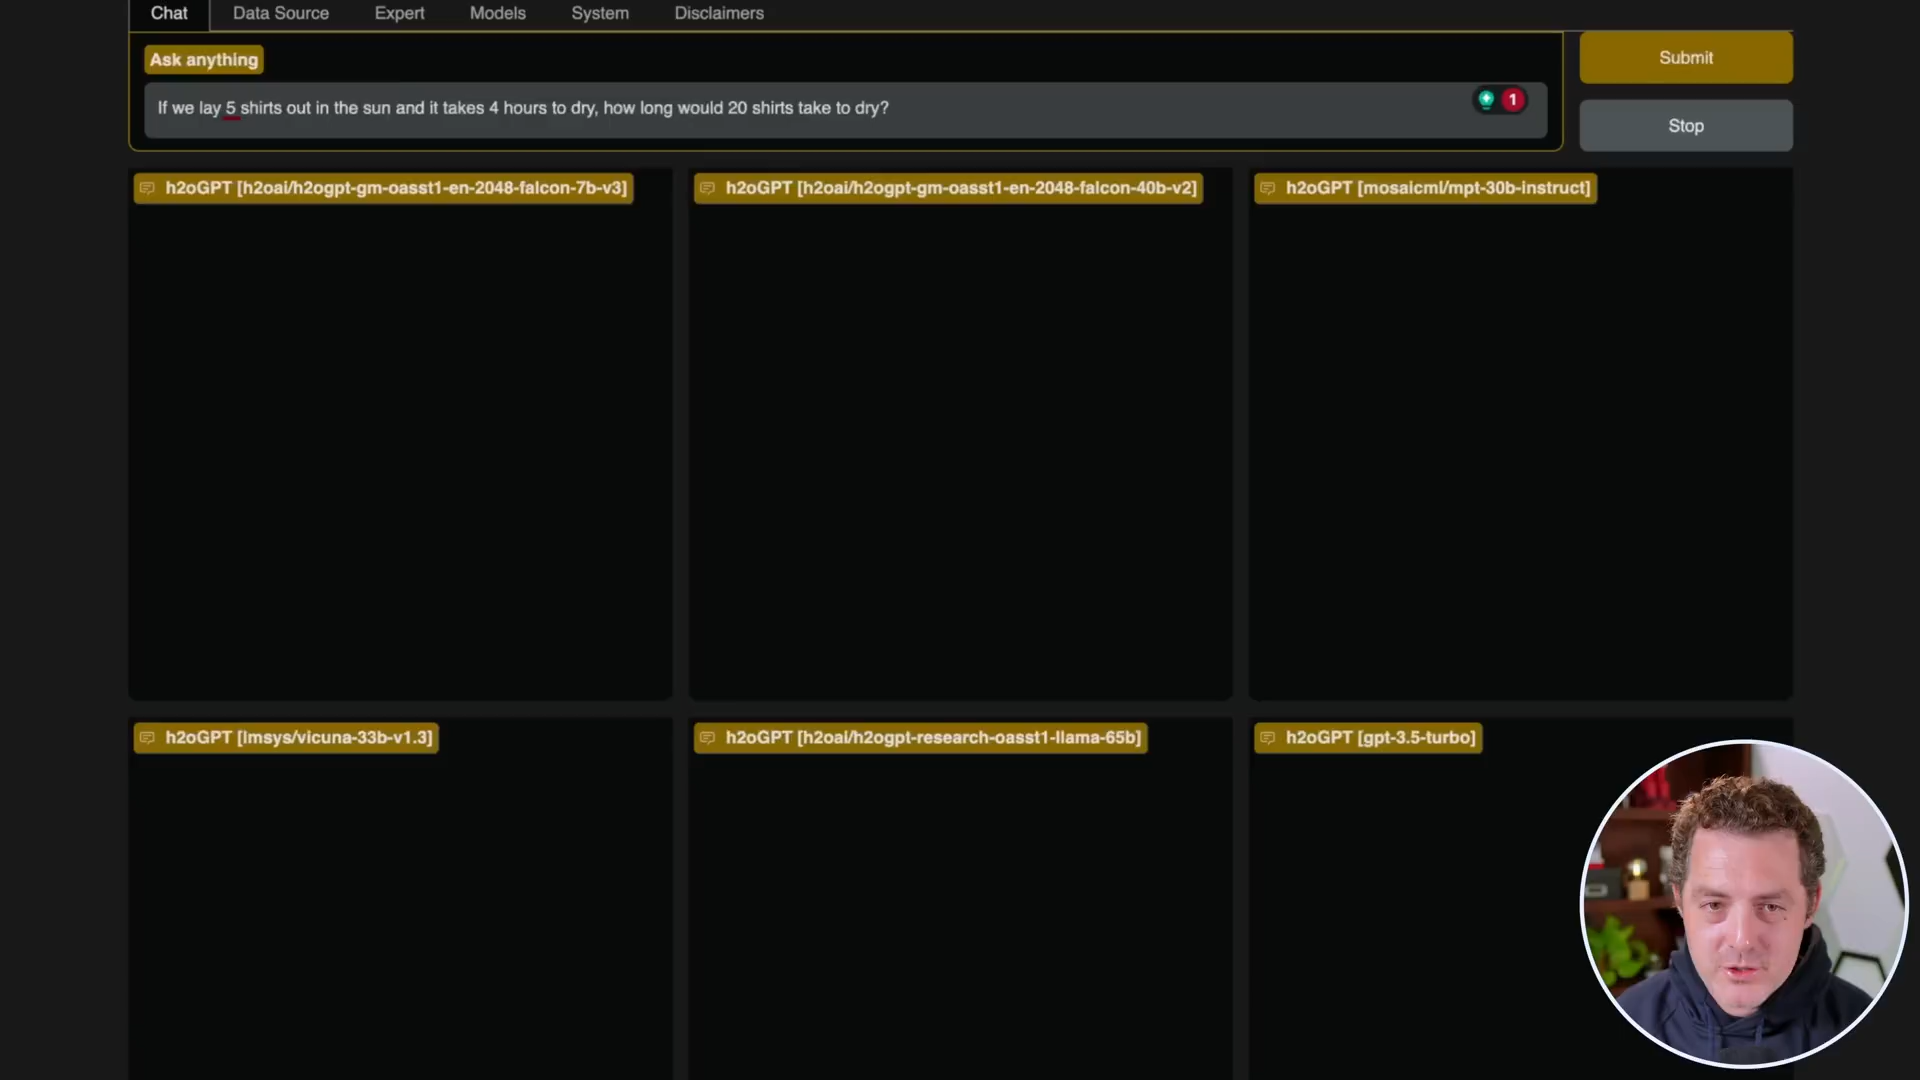 Chat Data Source Expert Models System Disclaimers
Ask anything
If we lay 5 shirts out in the sun and it takes 4 hours to dry, how long would 20 shirts take to dry?
1
Submit
Stop
h2oGPT [h2oai/h2ogpt-gm-oasst1-en-2048-falcon-7b-v3]
h2oGPT [h2oai/h2ogpt-gm-oasst1-en-2048-falcon-40b-v2]
h2oGPT [mosaicml/mpt-30b-instruct]
h2oGPT [lmsys/vicuna-33b-v1.3]
h2oGPT [h2oai/h2ogpt-research-oasst1-llama-65b]
h2oGPT [gpt-3.5-turbo]